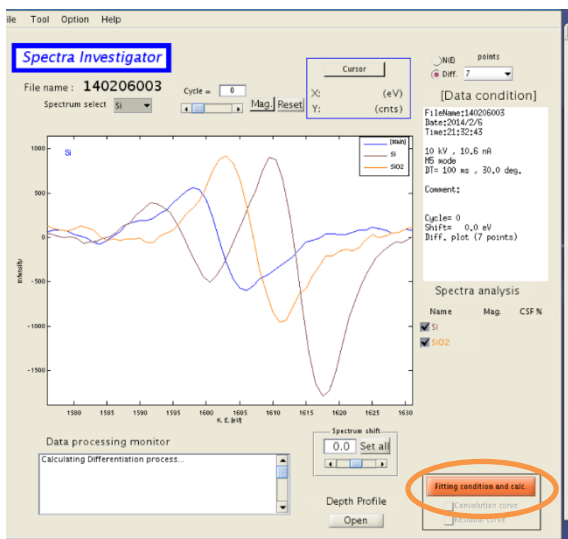 ile Tool Option Help
Spectra Investigator
File name : 140206003
Spectrum select Si
Cycle = 0
Mag. Reset
Cursor
X: (eV)
Y: (cnts)
NiB
Diff.
points
7
[Data condition]
FileName:140206003
Date:2014/2/6
Time:21:32:43
10 kV , 10.6 nA
M5 mode
DT= 100 ms , 30.0 deg.
Comment:
Cycle= 0
Shift= 0.0 eV
Diff. plot (7 points)
Si
[Main]
Si
SiO2
1000
500
0
-500
-1000
-1500
Intensity
1580 1585 1590 1595 1600 1605 1610 1615 1620 1625 1630
K. E. [eV]
Spectra analysis
Name Mag. CSF%
Si
SiO2
Data processing monitor
Calculating Differentiation process...
Spectrum shift
0.0 Set all
Depth Profile
Open
Fitting condition and calc.
Convolution curve
Residual curve